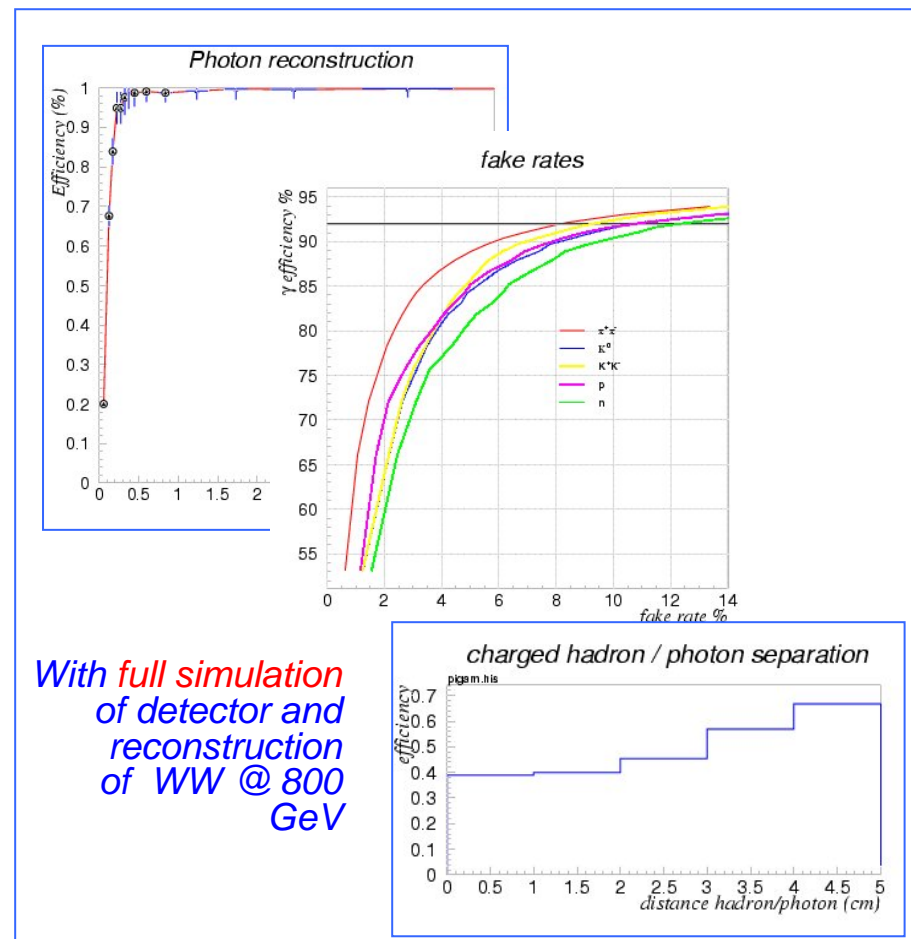 Photon reconstruction
Efficiency (%)
1
0.9
0.8
0.7
0.6
0.5
0.4
0.3
0.2
0.1
0
0 0.5 1 1.5 2
fake rates
γ efficiency %
95
90
85
80
75
70
65
60
55
π⁺π⁻
K⁰
K⁺K⁻
p
n
0 2 4 6 8 10 12 14
fake rate %
With full simulation
of detector and
reconstruction
of WW @ 800
GeV
charged hadron / photon separation
pigam.his
efficiency
0.7
0.6
0.5
0.4
0.3
0.2
0.1
0
0 0.5 1 1.5 2 2.5 3 3.5 4 4.5 5
distance hadron/photon (cm)